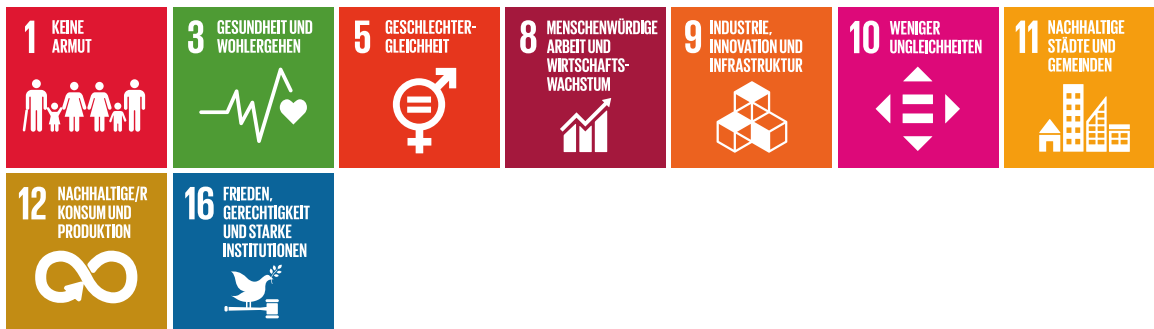 1 KEINE
ARMUT
3 GESUNDHEIT UND
WOHLERGEHEN
5 GESCHLECHTER-
GLEICHHEIT
8 MENSCHENWÜRDIGE
ARBEIT UND
WIRTSCHAFTS-
WACHSTUM
9 INDUSTRIE,
INNOVATION UND
INFRASTRUKTUR
10 WENIGER
UNGLEICHHEITEN
11 NACHHALTIGE
STÄDTE UND
GEMEINDEN
12 NACHHALTIGE/R
KONSUM UND
PRODUKTION
16 FRIEDEN,
GERECHTIGKEIT
UND STARKE
INSTITUTIONEN